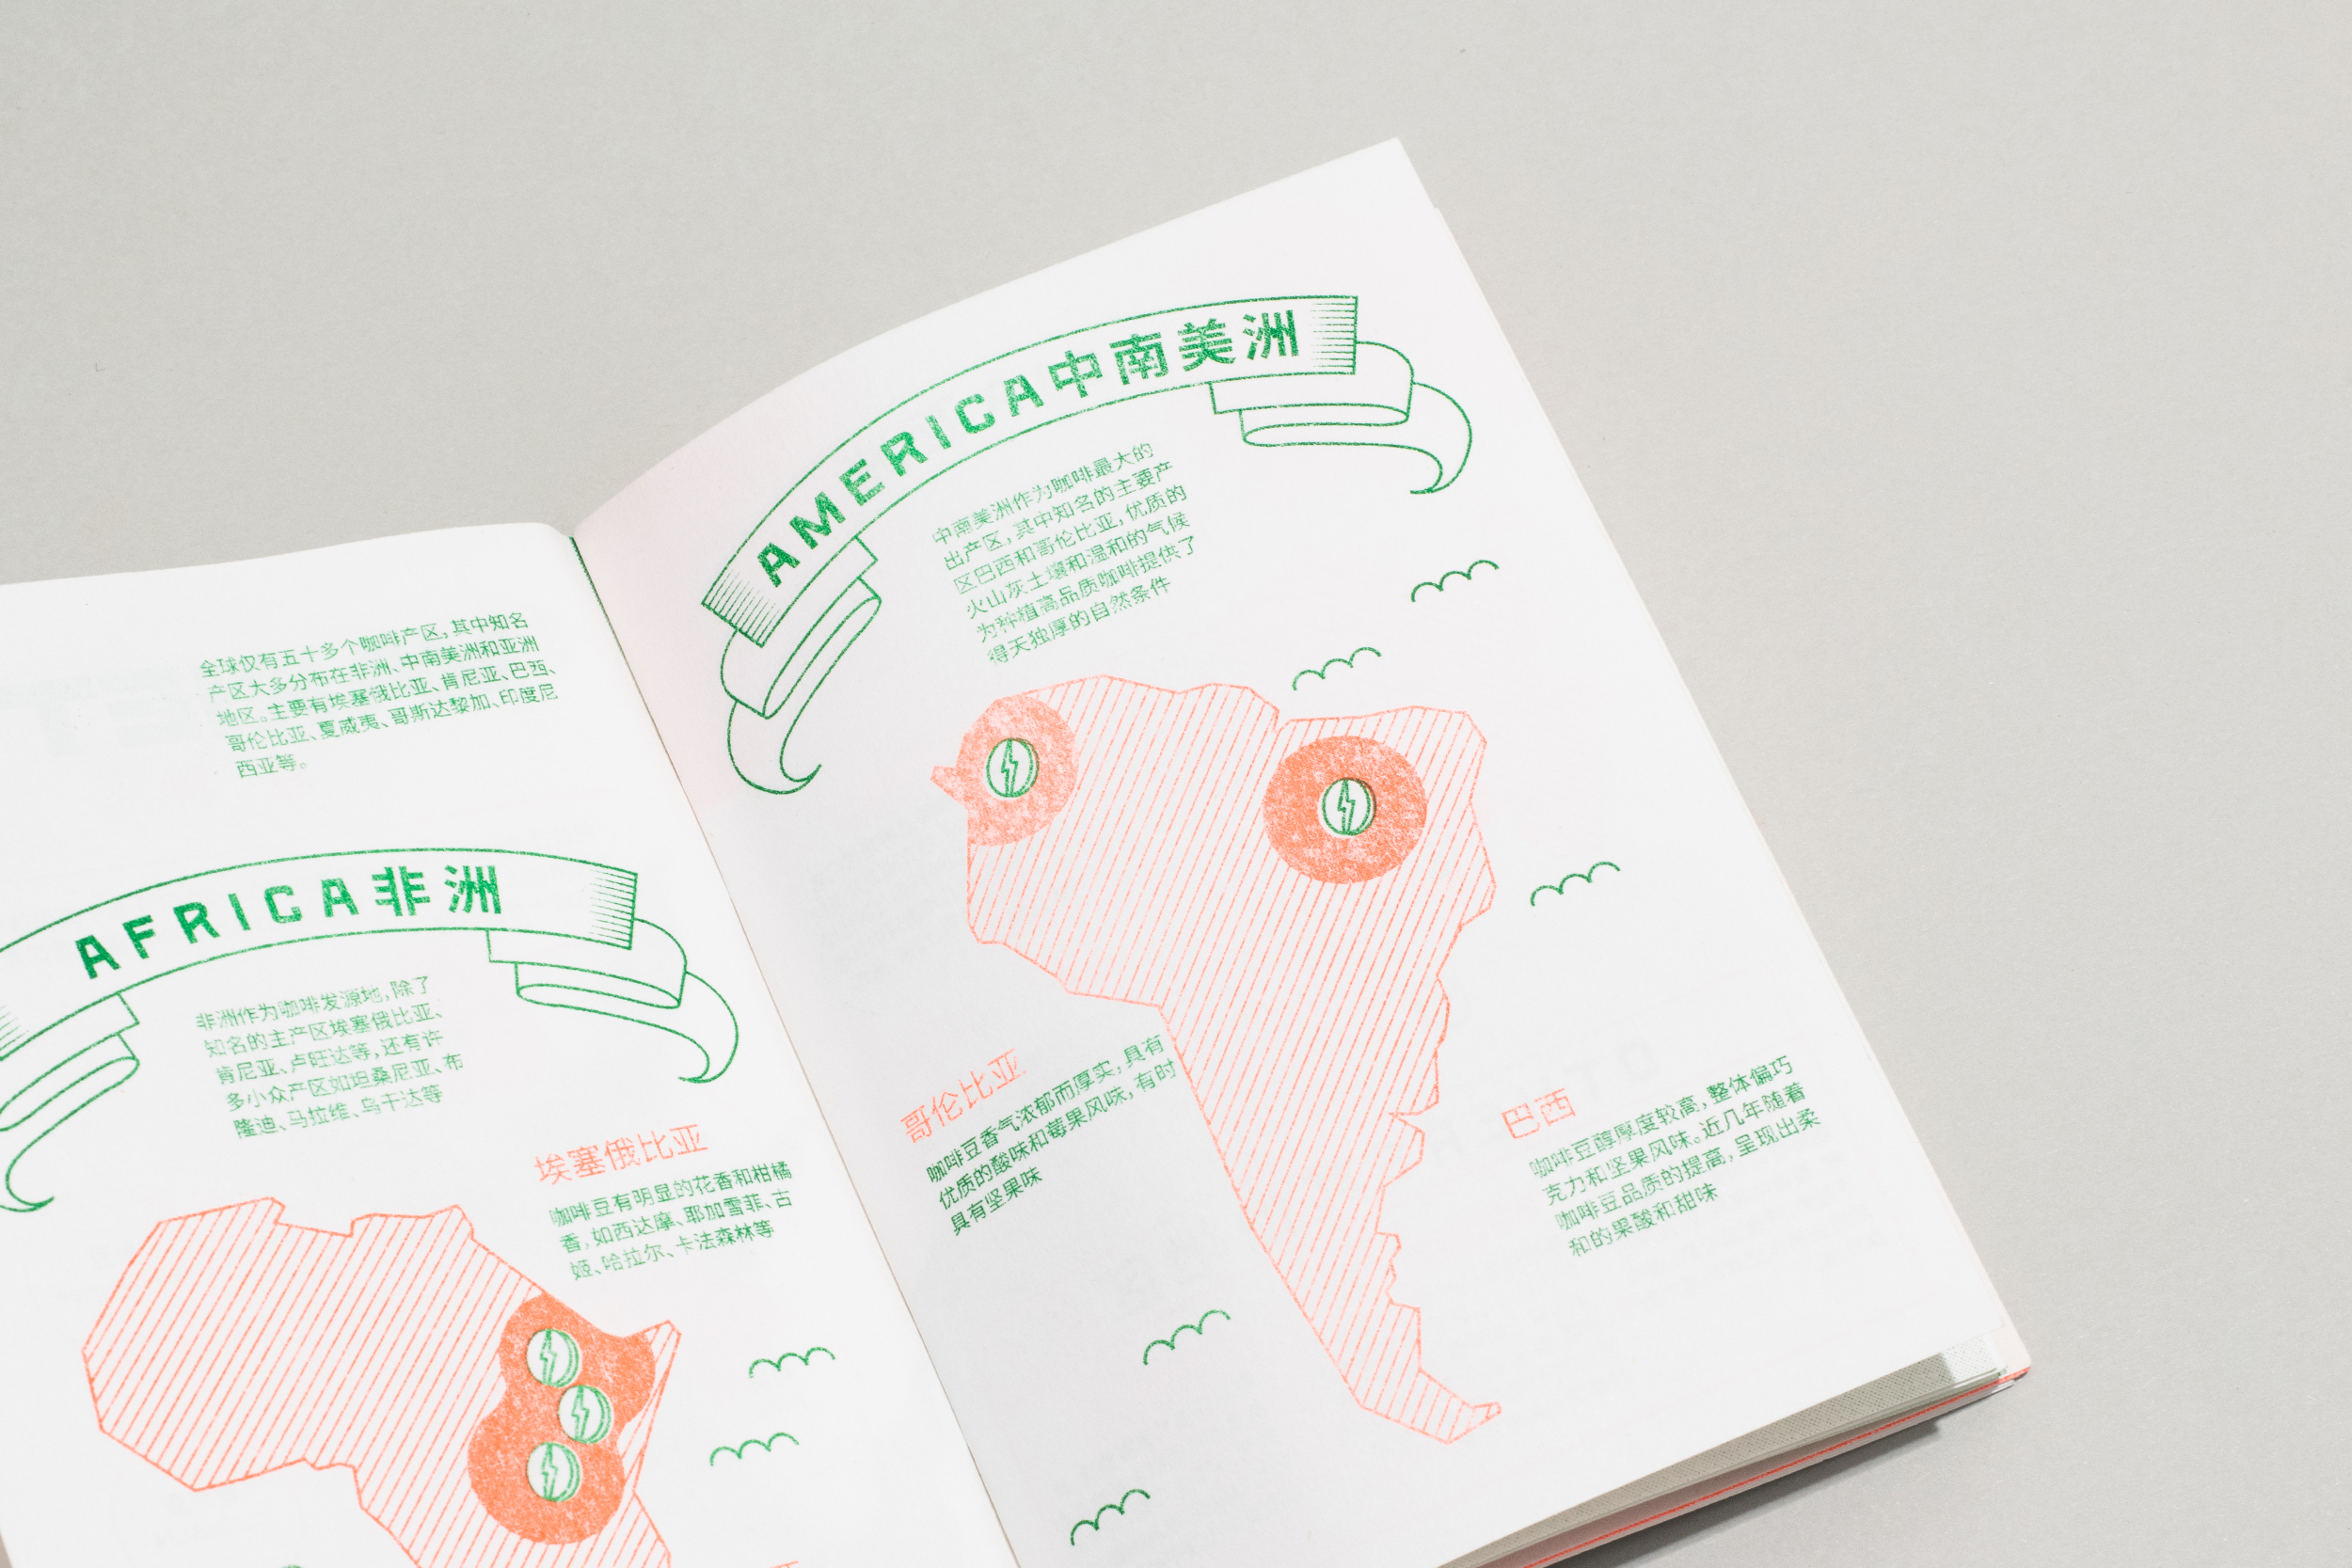 全球仅有五十多个咖啡产区，其中知名
产区大多分布在非洲、中南美洲和亚洲
地区。主要有埃塞俄比亚、肯尼亚、巴西、
哥伦比亚、夏威夷、哥斯达黎加、印度尼
西亚等。
AFRICA非洲
非洲作为咖啡发源地，除了
知名的主产区埃塞俄比亚、
肯尼亚、卢旺达等，还有许
多小众产区如坦桑尼亚、布
隆迪、马拉维、乌干达等
埃塞俄比亚
咖啡豆有明显的花香和柑橘
香，如西达摩、耶加雪菲、古
姬、哈拉尔、卡法森林等
AMERICA中南美洲
中南美洲作为咖啡最大的
出产区，其中知名的主要产
区巴西和哥伦比亚，优质的
火山灰土壤和湿和的气候
为种植高品质咖啡提供了
得天独厚的自然条件
哥伦比亚
咖啡豆香气浓郁而厚实，具有
优质的酸味和莓果风味，有时
具有坚果味
巴西
咖啡豆醇厚度较高，整体偏巧
克力和坚果风味。近几年随着
咖啡豆品质的提高，呈现出柔
和的果酸和甜味